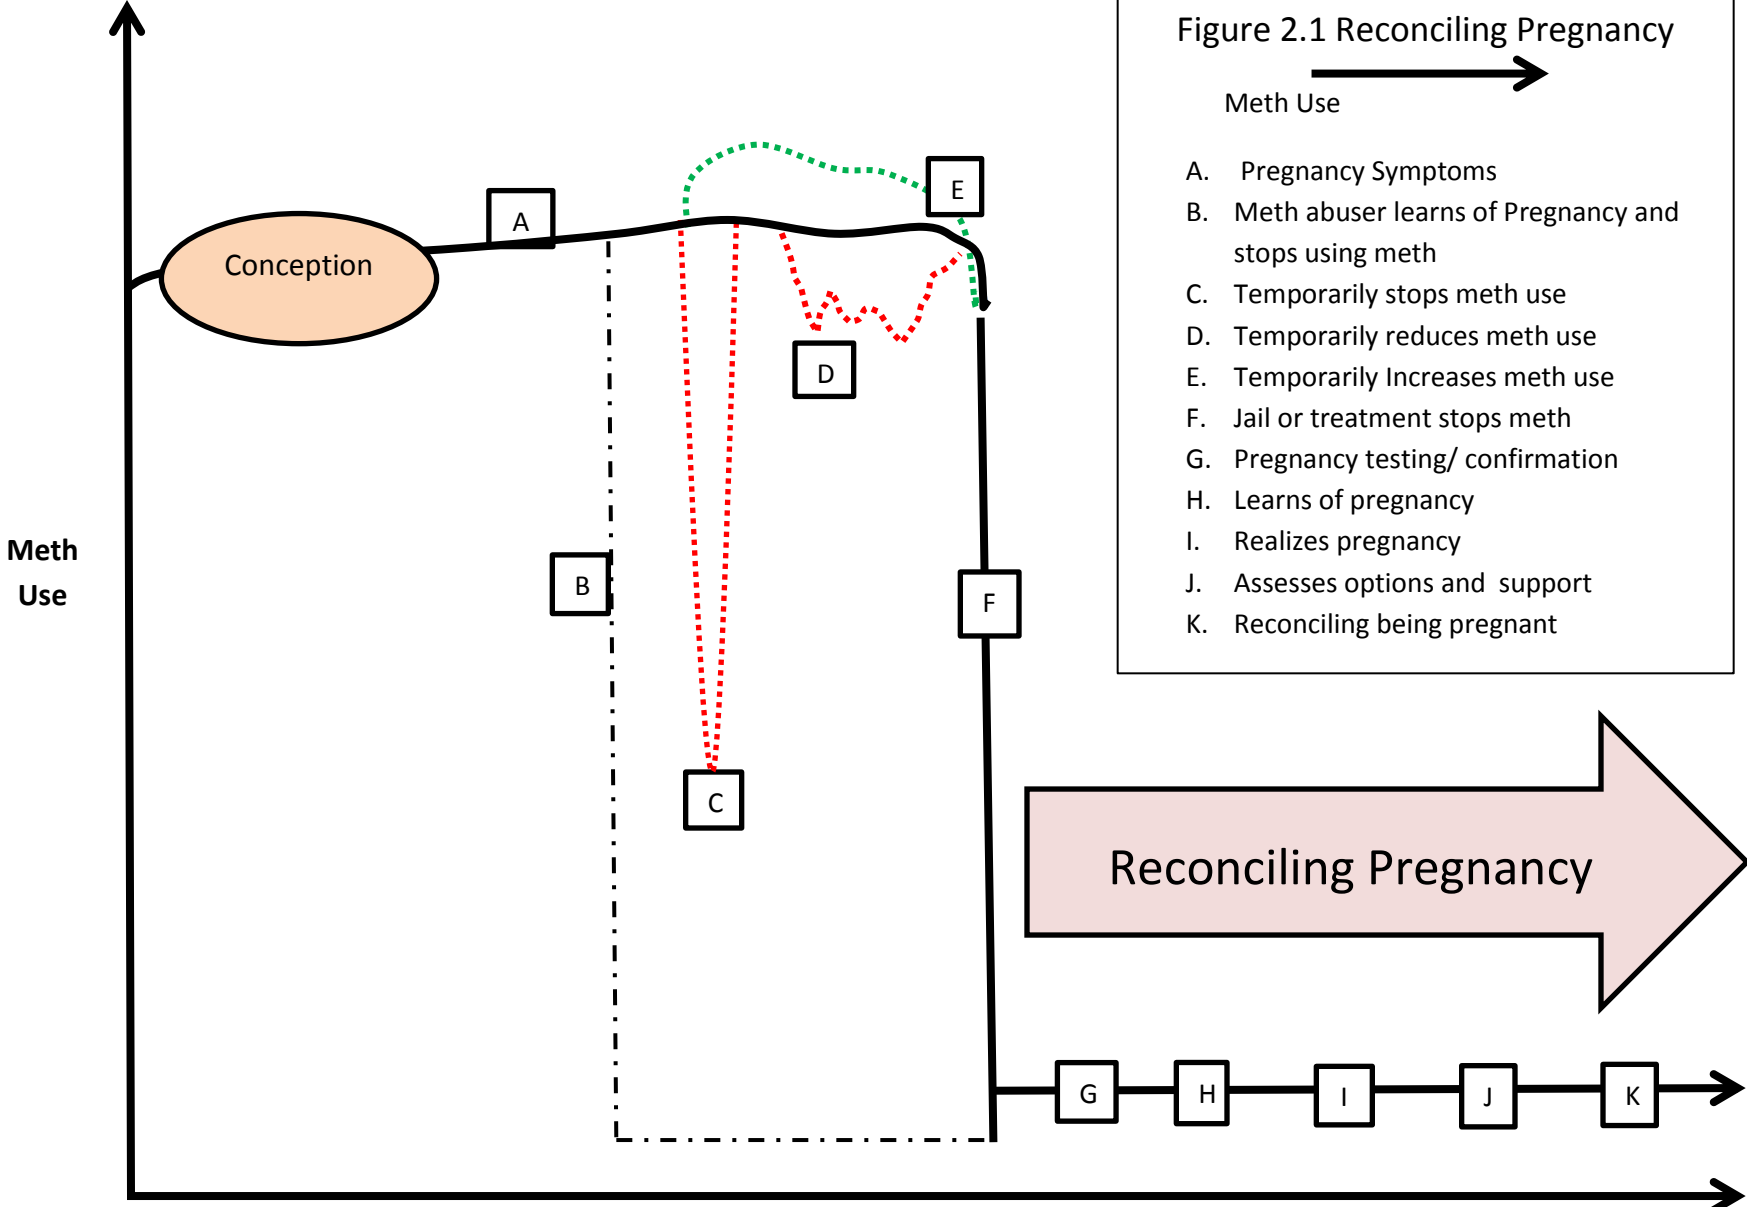 Figure 2.1 Reconciling Pregnancy
Meth Use
A. Pregnancy Symptoms
B. Meth abuser learns of Pregnancy and
stops using meth
C. Temporarily stops meth use
D. Temporarily reduces meth use
E. Temporarily Increases meth use
F. Jail or treatment stops meth
G. Pregnancy testing/ confirmation
H. Learns of pregnancy
I. Realizes pregnancy
J. Assesses options and support
K. Reconciling being pregnant
Conception
A
E
D
Meth
Use
B
F
C
Reconciling Pregnancy
G
H
I
J
K